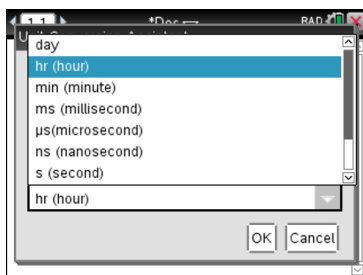 1.1 *Doc RAD
day
hr (hour)
min (minute)
ms (millisecond)
µs(microsecond)
ns (nanosecond)
s (second)
hr (hour)
OK Cancel